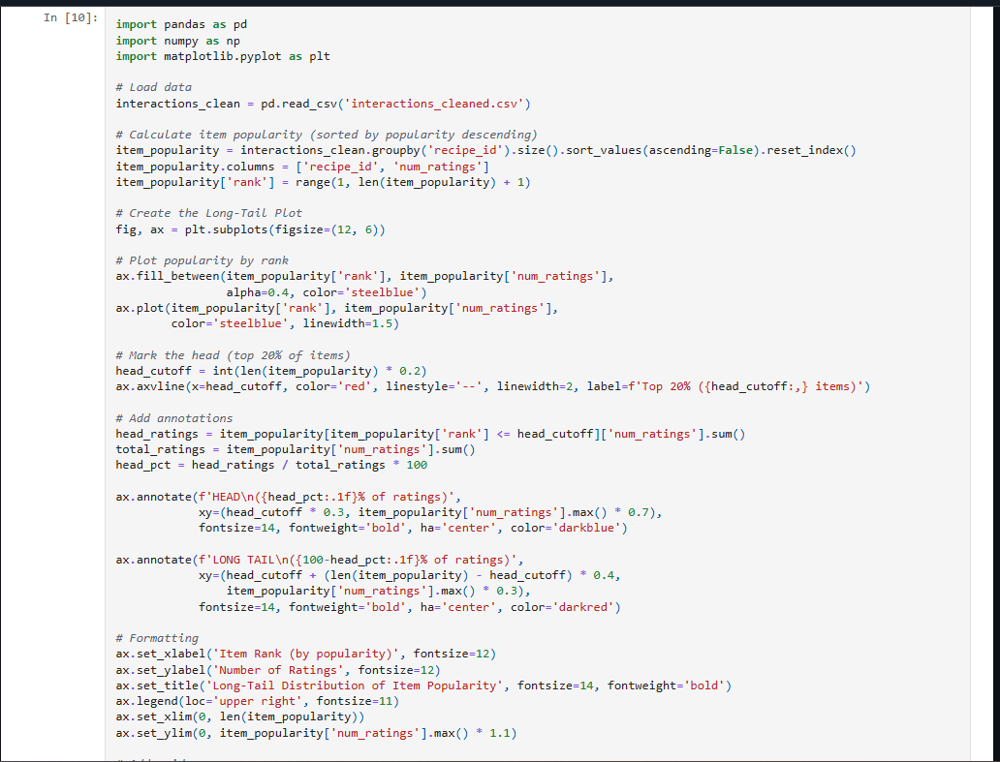 In [10]:
import pandas as pd
import numpy as np
import matplotlib.pyplot as plt
# Load data
interactions_clean = pd.read_csv('interactions_cleaned.csv')
# Calculate item popularity (sorted by popularity descending)
item_popularity = interactions_clean.groupby('recipe_id').size().sort_values(ascending=False).reset_index()
item_popularity.columns = ['recipe_id', 'num_ratings']
item_popularity['rank'] = range(1, len(item_popularity) + 1)
# Create the Long-Tail Plot
fig, ax = plt.subplots(figsize=(12, 6))
# Plot popularity by rank
ax.fill_between(item_popularity['rank'], item_popularity['num_ratings'],
                alpha=0.4, color='steelblue')
ax.plot(item_popularity['rank'], item_popularity['num_ratings'],
        color='steelblue', linewidth=1.5)
# Mark the head (top 20% of items)
head_cutoff = int(len(item_popularity) * 0.2)
ax.axvline(x=head_cutoff, color='red', linestyle='--', linewidth=2, label=f'Top 20% ({head_cutoff:,} items)')
# Add annotations
head_ratings = item_popularity[item_popularity['rank'] <= head_cutoff]['num_ratings'].sum()
total_ratings = item_popularity['num_ratings'].sum()
head_pct = head_ratings / total_ratings * 100
ax.annotate(f'HEAD\n({head_pct:.1f}% of ratings)',
            xy=(head_cutoff * 0.3, item_popularity['num_ratings'].max() * 0.7),
            fontsize=14, fontweight='bold', ha='center', color='darkblue')
ax.annotate(f'LONG TAIL\n({100-head_pct:.1f}% of ratings)',
            xy=(head_cutoff + (len(item_popularity) - head_cutoff) * 0.4,
                item_popularity['num_ratings'].max() * 0.3),
            fontsize=14, fontweight='bold', ha='center', color='darkred')
# Formatting
ax.set_xlabel('Item Rank (by popularity)', fontsize=12)
ax.set_ylabel('Number of Ratings', fontsize=12)
ax.set_title('Long-Tail Distribution of Item Popularity', fontsize=14, fontweight='bold')
ax.legend(loc='upper right', fontsize=11)
ax.set_xlim(0, len(item_popularity))
ax.set_ylim(0, item_popularity['num_ratings'].max() * 1.1)